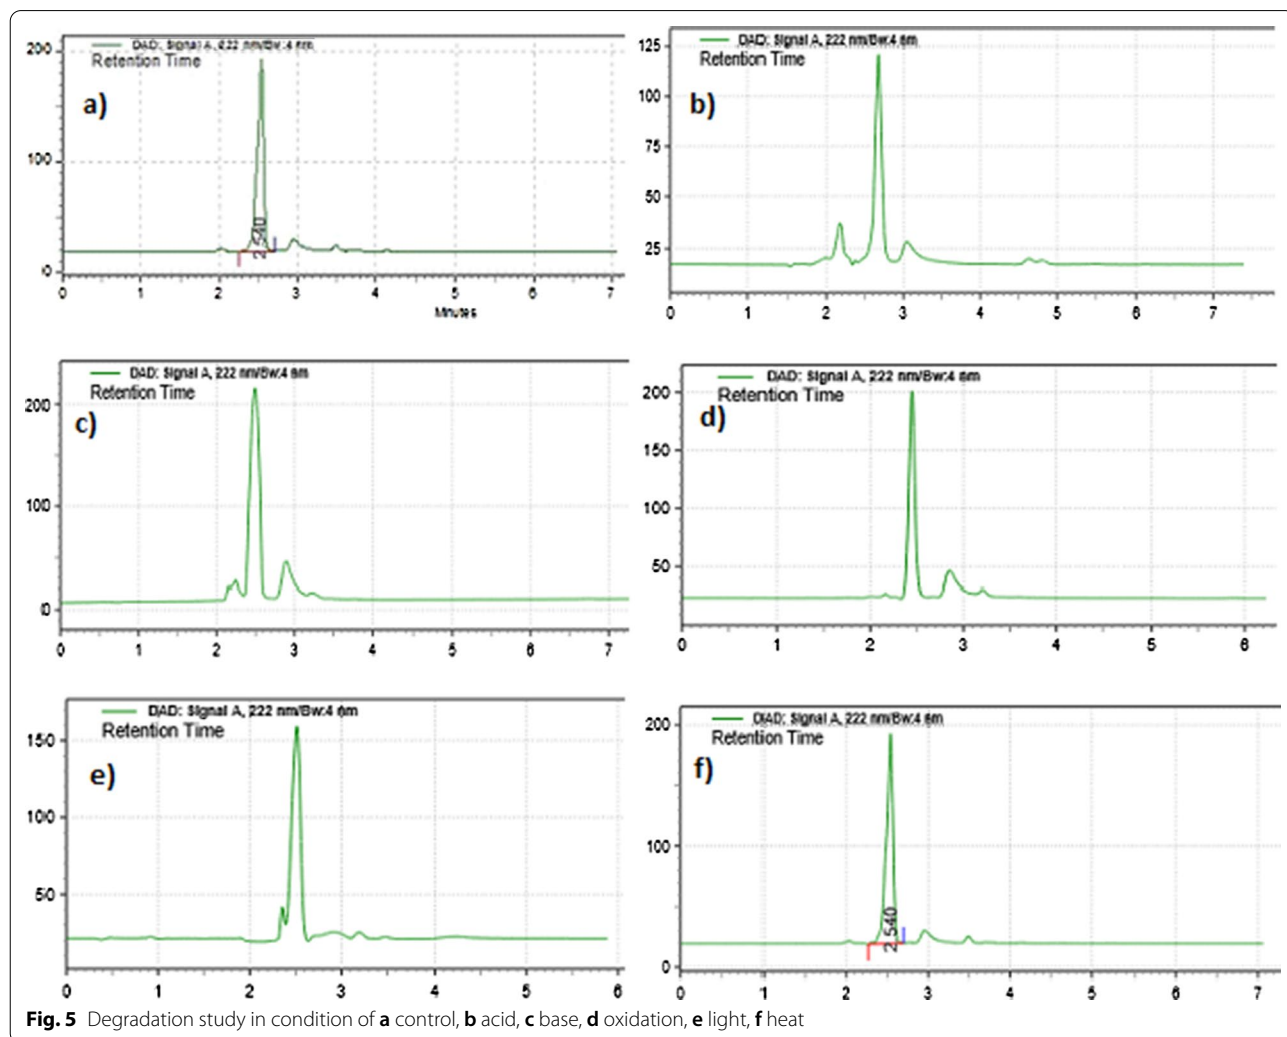 DAD: Signal A, 222 nm/Bw:4 nm
Retention Time
a)
200
100
0
0 1 2 3 4 5 6 7
2.540
Minutes
DAD: Signal A, 222 nm/Bw:4 nm
Retention Time
b)
125
100
75
50
25
0 1 2 3 4 5 6 7
DAD: Signal A, 222 nm/Bw:4 nm
Retention Time
c)
200
100
0
0 1 2 3 4 5 6 7
DAD: Signal A, 222 nm/Bw:4 nm
Retention Time
d)
200
150
100
50
0 1 2 3 4 5 6
DAD: Signal A, 222 nm/Bw:4 nm
Retention Time
e)
150
100
50
0 1 2 3 4 5 6
DAD: Signal A, 222 nm/Bw:4 nm
Retention Time
f)
200
100
0
2.540
0 1 2 3 4 5 6 7
Fig. 5 Degradation study in condition of a control, b acid, c base, d oxidation, e light, f heat